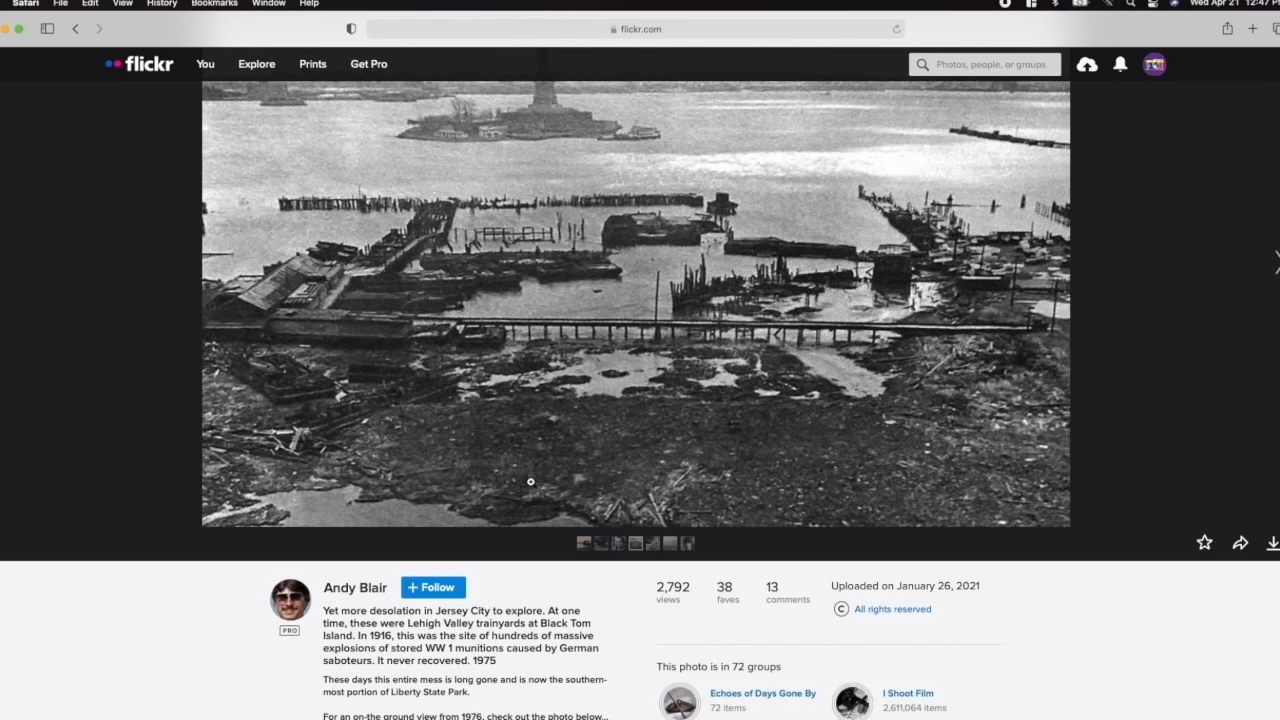 Safari File Edit View History Bookmarks Window Help Wed Apr 21 12:47
flickr.com
flickr You Explore Prints Get Pro Photos, people, or groups
Andy Blair + Follow
PRO
Yet more desolation in Jersey City to explore. At one
time, these were Lehigh Valley trainyards at Black Tom
Island. In 1916, this was the site of hundreds of massive
explosions of stored WW 1 munitions caused by German
saboteurs. It never recovered. 1975
These days this entire mess is long gone and is now the southern-
most portion of Liberty State Park.
For an on-the ground view from 1976, check out the photo below...
2,792 38 13
views faves comments
Uploaded on January 26, 2021
C All rights reserved
This photo is in 72 groups
Echoes of Days Gone By
72 items
I Shoot Film
2,611,064 items